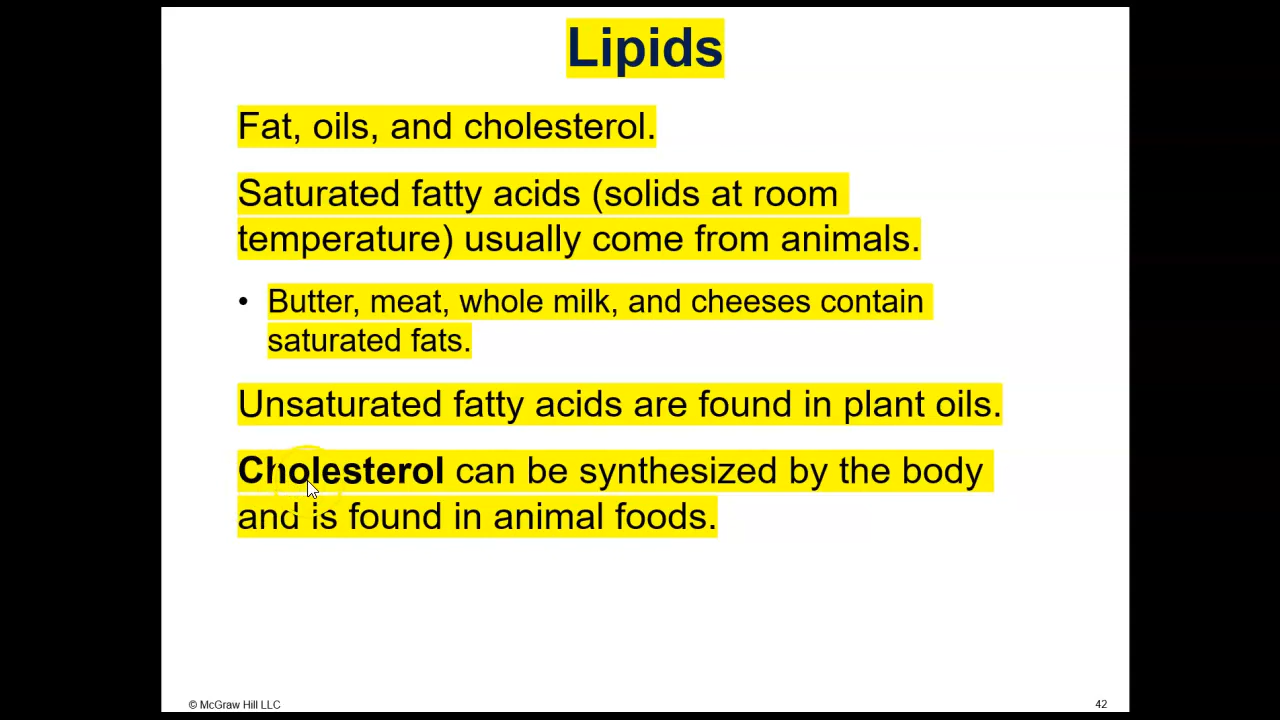 Lipids
Fat, oils, and cholesterol.
Saturated fatty acids (solids at room
temperature) usually come from animals.
• Butter, meat, whole milk, and cheeses contain
saturated fats.
Unsaturated fatty acids are found in plant oils.
Cholesterol can be synthesized by the body
and is found in animal foods.
© McGraw Hill LLC
42